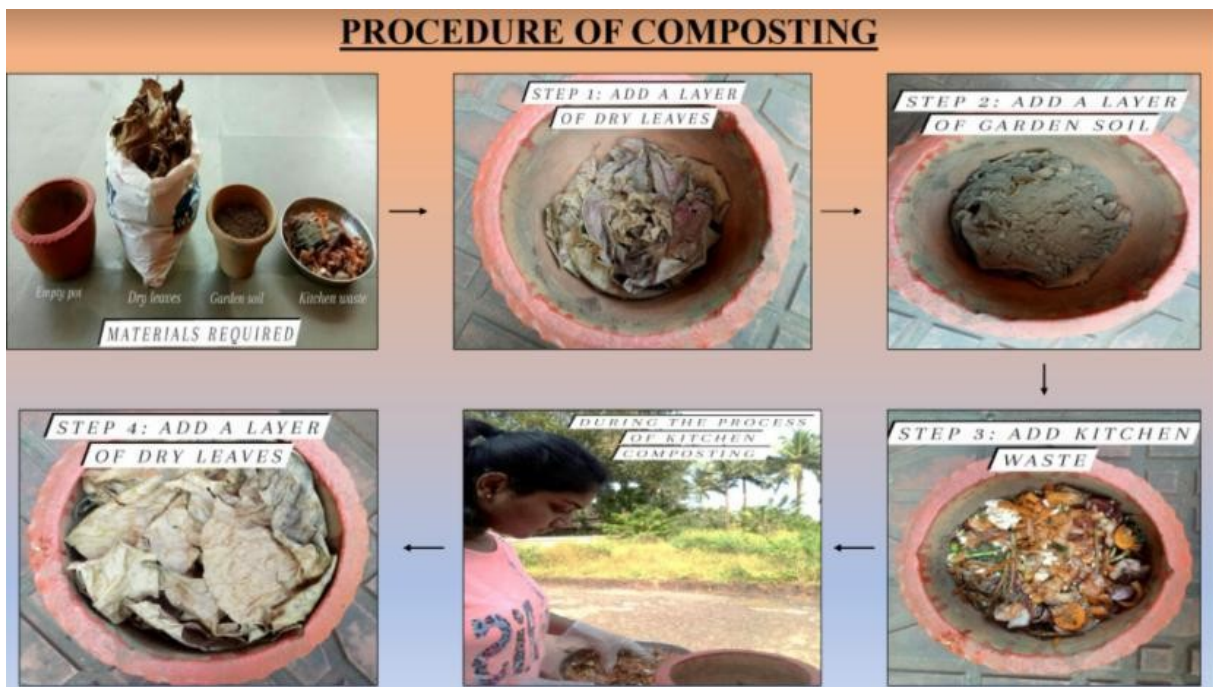 PROCEDURE OF COMPOSTING
Empty pot
Dry leaves
Garden soil
Kitchen waste
MATERIALS REQUIRED
STEP 1: ADD A LAYER
OF DRY LEAVES
STEP 2: ADD A LAYER
OF GARDEN SOIL
STEP 3: ADD KITCHEN
WASTE
DURING THE PROCESS
OF KITCHEN
COMPOSTING
STEP 4: ADD A LAYER
OF DRY LEAVES